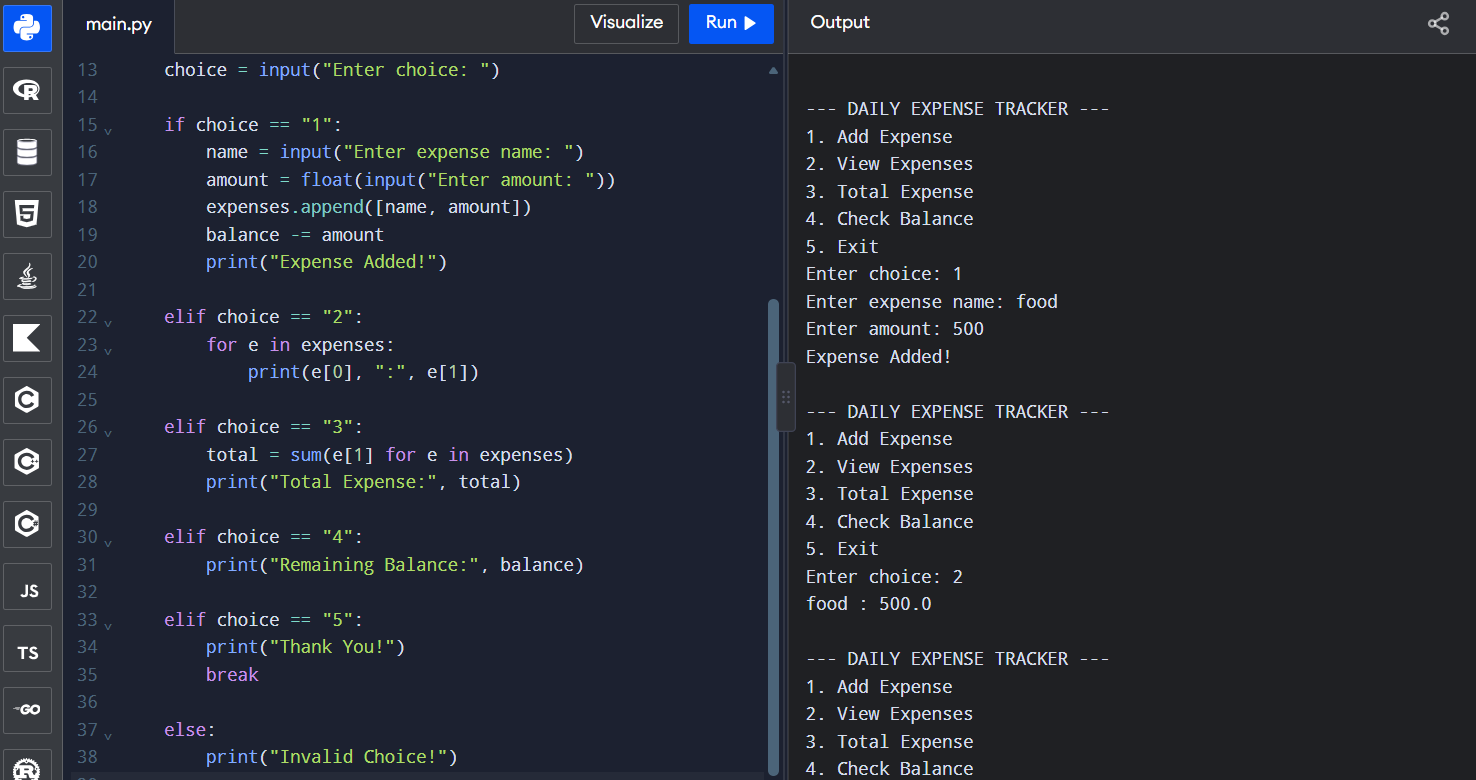 main.py
Visualize
Run
13 choice = input("Enter choice: ")
14
15 if choice == "1":
16 name = input("Enter expense name: ")
17 amount = float(input("Enter amount: "))
18 expenses.append([name, amount])
19 balance -= amount
20 print("Expense Added!")
21
22 elif choice == "2":
23 for e in expenses:
24 print(e[0], ":", e[1])
25
26 elif choice == "3":
27 total = sum(e[1] for e in expenses)
28 print("Total Expense:", total)
29
30 elif choice == "4":
31 print("Remaining Balance:", balance)
32
33 elif choice == "5":
34 print("Thank You!")
35 break
36
37 else:
38 print("Invalid Choice!")
JS
TS
GO
Output
--- DAILY EXPENSE TRACKER ---
1. Add Expense
2. View Expenses
3. Total Expense
4. Check Balance
5. Exit
Enter choice: 1
Enter expense name: food
Enter amount: 500
Expense Added!
--- DAILY EXPENSE TRACKER ---
1. Add Expense
2. View Expenses
3. Total Expense
4. Check Balance
5. Exit
Enter choice: 2
food : 500.0
--- DAILY EXPENSE TRACKER ---
1. Add Expense
2. View Expenses
3. Total Expense
4. Check Balance